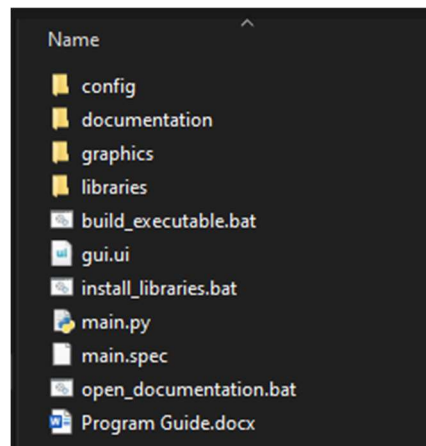 Name
config
documentation
graphics
libraries
build_executable.bat
gui.ui
install_libraries.bat
main.py
main.spec
open_documentation.bat
Program Guide.docx